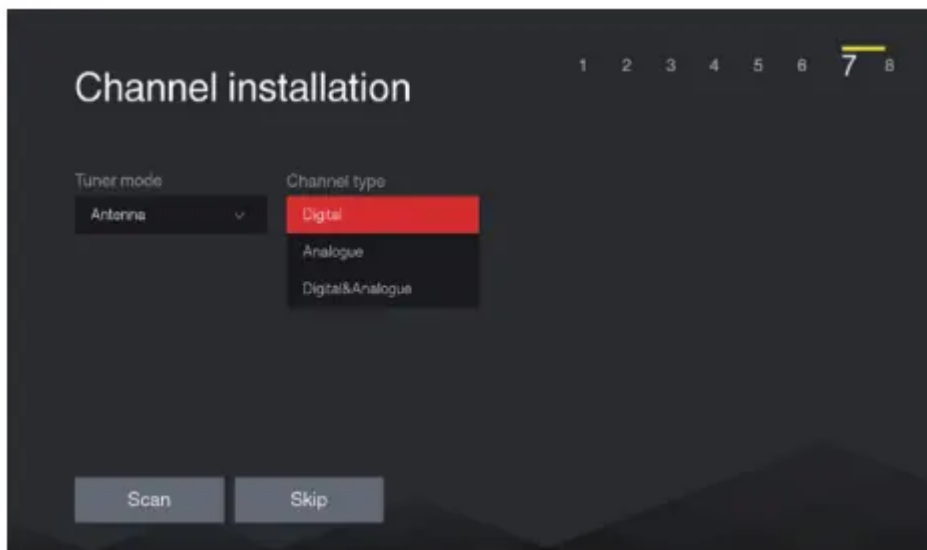 1 2 3 4 5 6 7 8
Channel installation
Tuner mode
Channel type
Antenna
Digital
Analogue
Digital&Analogue
Scan
Skip